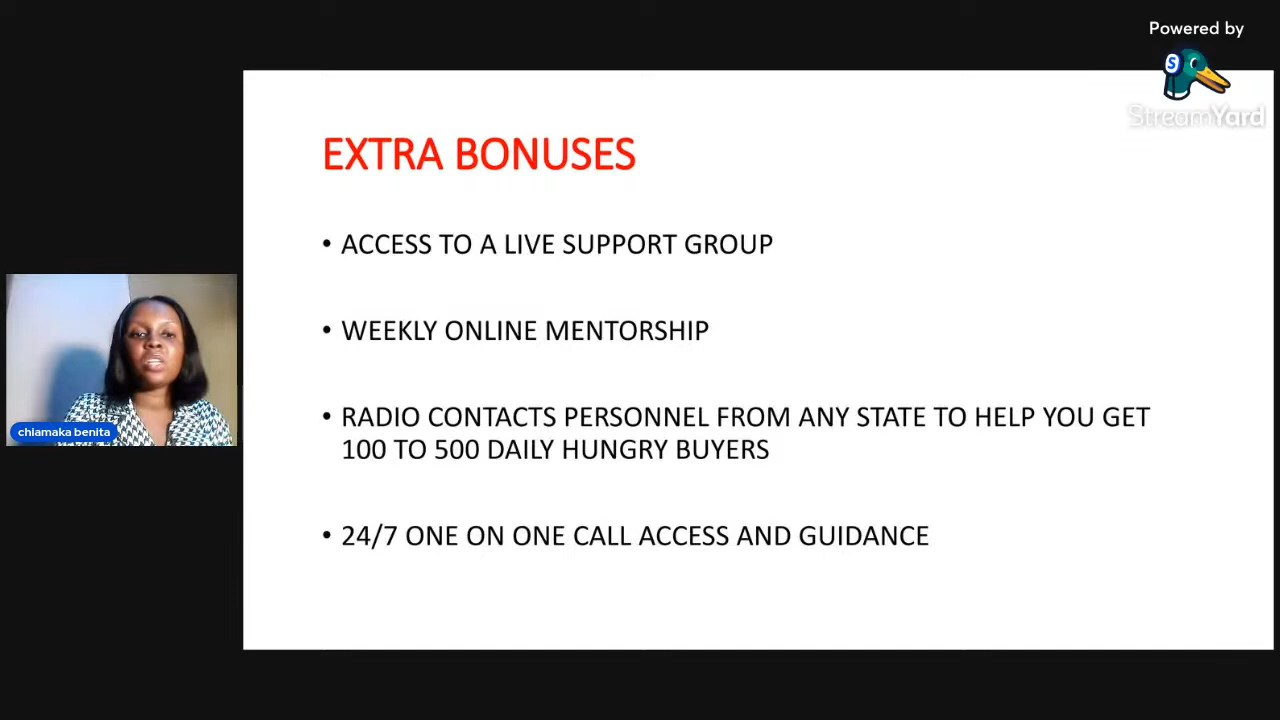 Powered by
S
StreamYard
EXTRA BONUSES
• ACCESS TO A LIVE SUPPORT GROUP
• WEEKLY ONLINE MENTORSHIP
• RADIO CONTACTS PERSONNEL FROM ANY STATE TO HELP YOU GET
100 TO 500 DAILY HUNGRY BUYERS
• 24/7 ONE ON ONE CALL ACCESS AND GUIDANCE
chiamaka benita